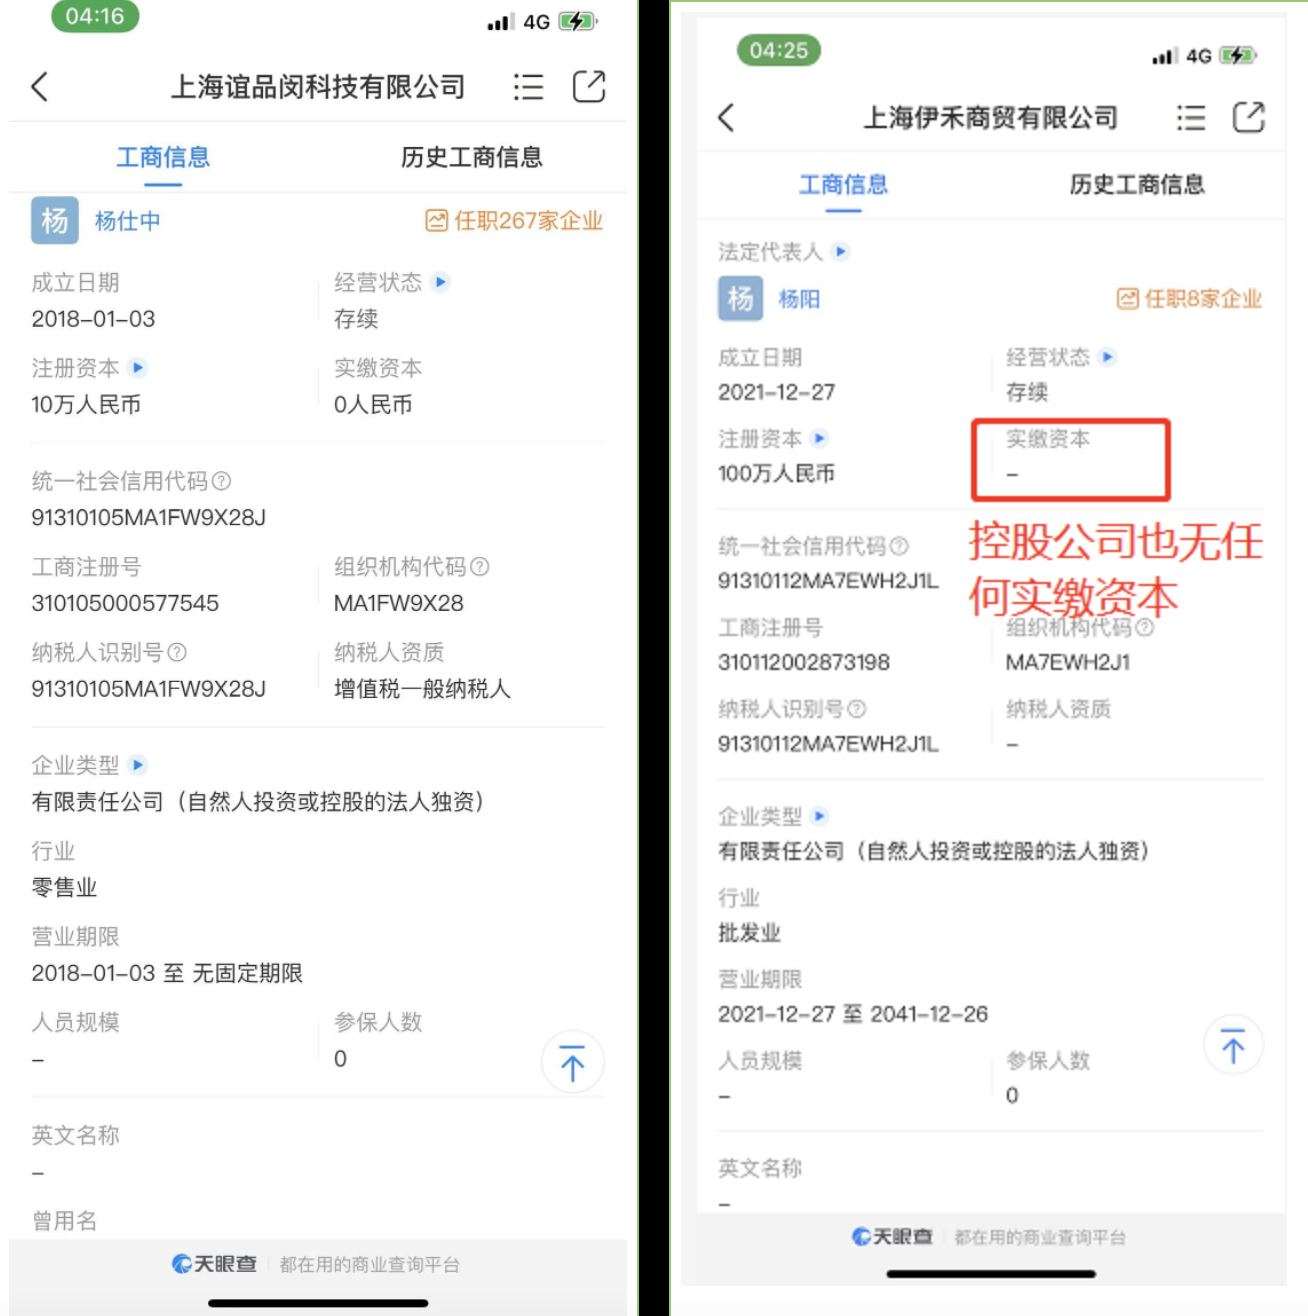 04:16
4G
上海谊品闵科技有限公司
工商信息
历史工商信息
杨
杨仕中
任职267家企业
成立日期
经营状态
2018-01-03
存续
注册资本
实缴资本
10万人民币
0人民币
统一社会信用代码?
91310105MA1FW9X28J
工商注册号
组织机构代码?
310105000577545
MA1FW9X28
纳税人识别号?
纳税人资质
91310105MA1FW9X28J
增值税一般纳税人
企业类型
有限责任公司（自然人投资或控股的法人独资）
行业
零售业
营业期限
2018-01-03 至 无固定期限
人员规模
参保人数
-
0
英文名称
-
曾用名
天眼查
都在用的商业查询平台
04:25
4G
上海伊禾商贸有限公司
工商信息
历史工商信息
法定代表人
杨
杨阳
任职8家企业
成立日期
经营状态
2021-12-27
存续
注册资本
实缴资本
100万人民币
-
控股公司也无任
何实缴资本
统一社会信用代码?
91310112MA7EWH2J1L
工商注册号
组织机构代码?
310112002873198
MA7EWH2J1
纳税人识别号?
纳税人资质
91310112MA7EWH2J1L
-
企业类型
有限责任公司（自然人投资或控股的法人独资）
行业
批发业
营业期限
2021-12-27 至 2041-12-26
人员规模
参保人数
-
0
英文名称
-
天眼查
都在用的商业查询平台